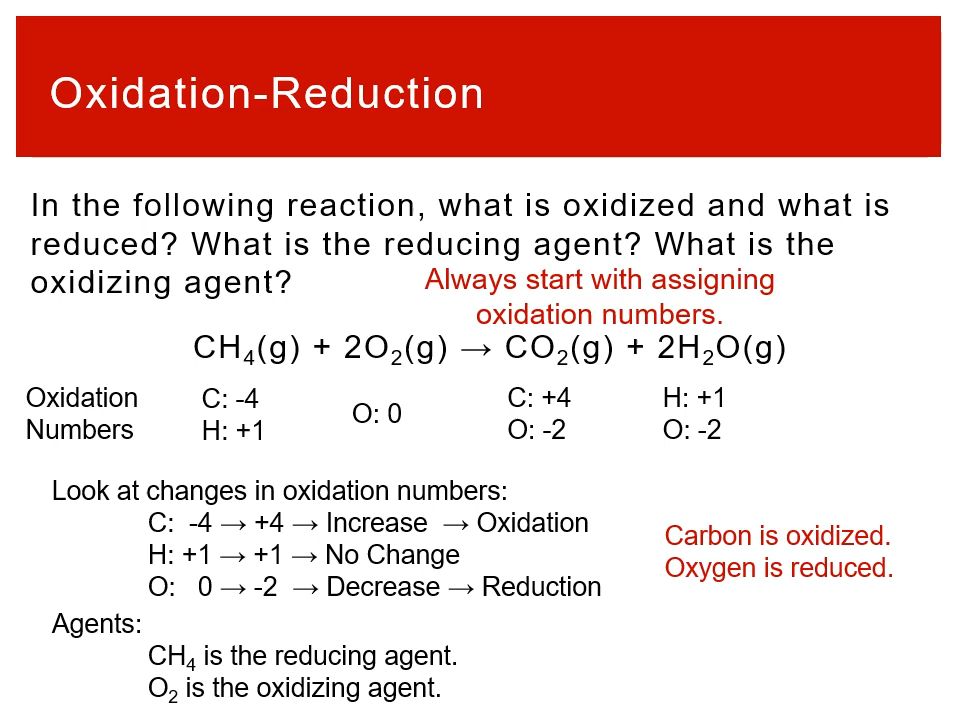 Oxidation-Reduction
In the following reaction, what is oxidized and what is
reduced? What is the reducing agent? What is the
oxidizing agent?
Always start with assigning
oxidation numbers.
CH₄(g) + 2O₂(g) → CO₂(g) + 2H₂O(g)
Oxidation
Numbers
C: -4
H: +1
O: 0
C: +4
O: -2
H: +1
O: -2
Look at changes in oxidation numbers:
C: -4 → +4 → Increase → Oxidation
H: +1 → +1 → No Change
O: 0 → -2 → Decrease → Reduction
Carbon is oxidized.
Oxygen is reduced.
Agents:
CH₄ is the reducing agent.
O₂ is the oxidizing agent.